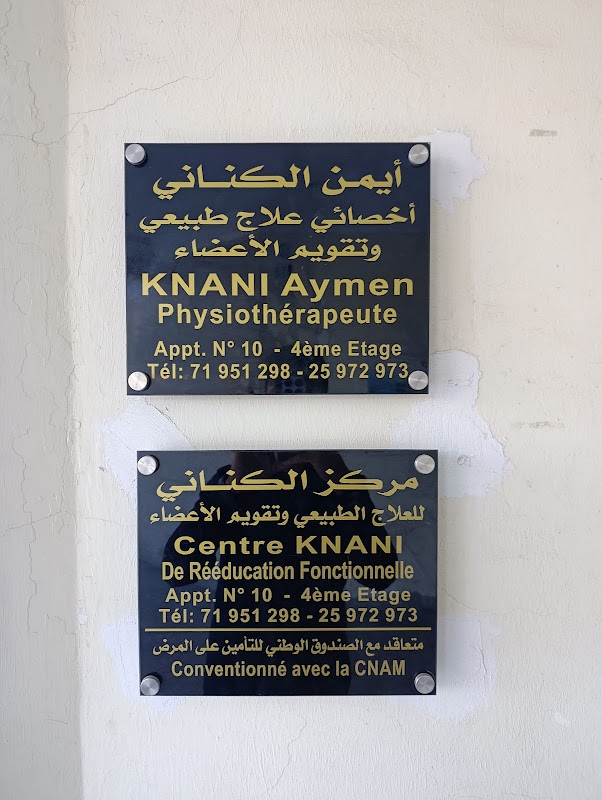 أيمن الكناني
أخصائي علاج طبيعي
وتقويم الأعضاء
KNANI Aymen
Physiothérapeute
Appt. N° 10 - 4ème Etage
Tél: 71 951 298 - 25 972 973
مركز الكناني
للعلاج الطبيعي وتقويم الأعضاء
Centre KNANI
De Rééducation Fonctionnelle
Appt. N° 10 - 4ème Etage
Tél: 71 951 298 - 25 972 973
متعاقد مع الصندوق الوطني للتأمين على المرض
Conventionné avec la CNAM